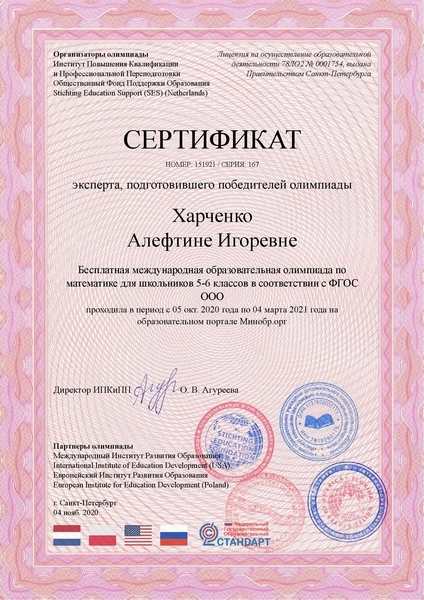 Организаторы олимпиады
Институт Повышения Квалификации
и Профессиональной Переподготовки
Общественный Фонд Поддержки Образования
Stichting Education Support (SES) (Netherlands)
Лицензия на осуществление образовательной
деятельности 78ЛО2 № 0001754, выдана
Правительством Санкт-Петербурга
СЕРТИФИКАТ
НОМЕР: 151921 / СЕРИЯ: 167
эксперта, подготовившего победителей олимпиады
Харченко
Алефтине Игоревне
Бесплатная международная образовательная олимпиада по
математике для школьников 5-6 классов в соответствии с ФГОС
ООО
проходила в период с 05 окт. 2020 года по 04 марта 2021 года на
образовательном портале Минобр.орг
Директор ИПКиПП
О. В. Агуреева
STICHTING
EDUCATION
Партнеры олимпиады
Международный Институт Развития Образования
International Institute of Education Development (USA)
Европейский Институт Развития Образования
European Institute for Education Development (Poland)
г. Санкт-Петербург
04 нояб. 2020
Федеральный
Государственный
Образовательный
СТАНДАРТ